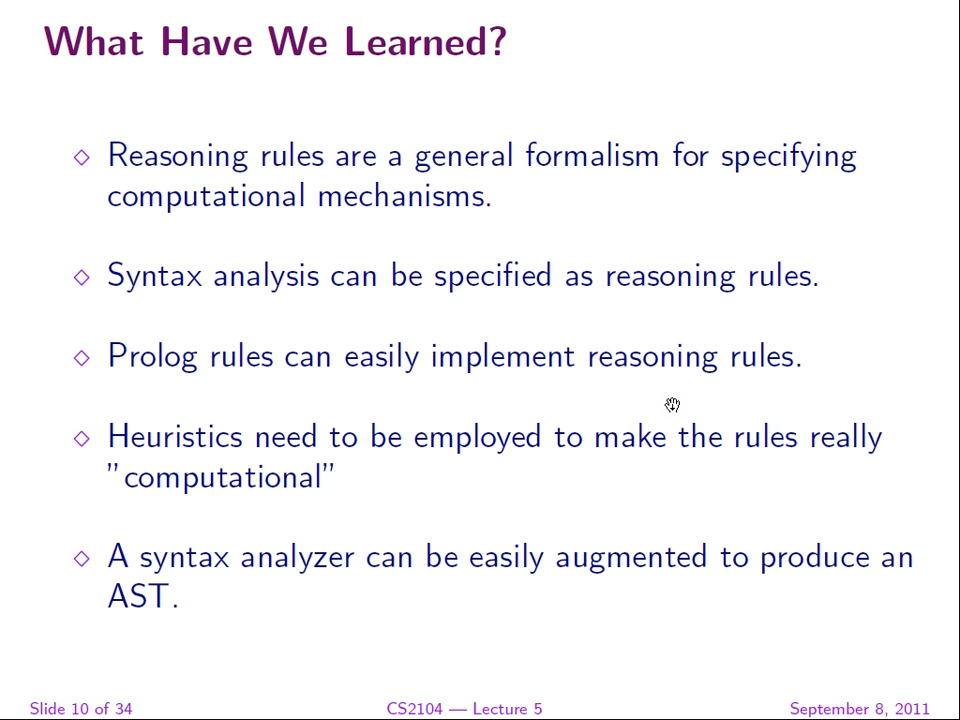 What Have We Learned?
◇ Reasoning rules are a general formalism for specifying
computational mechanisms.
◇ Syntax analysis can be specified as reasoning rules.
◇ Prolog rules can easily implement reasoning rules.
◇ Heuristics need to be employed to make the rules really
”computational”
◇ A syntax analyzer can be easily augmented to produce an
AST.
Slide 10 of 34 CS2104 — Lecture 5 September 8, 2011